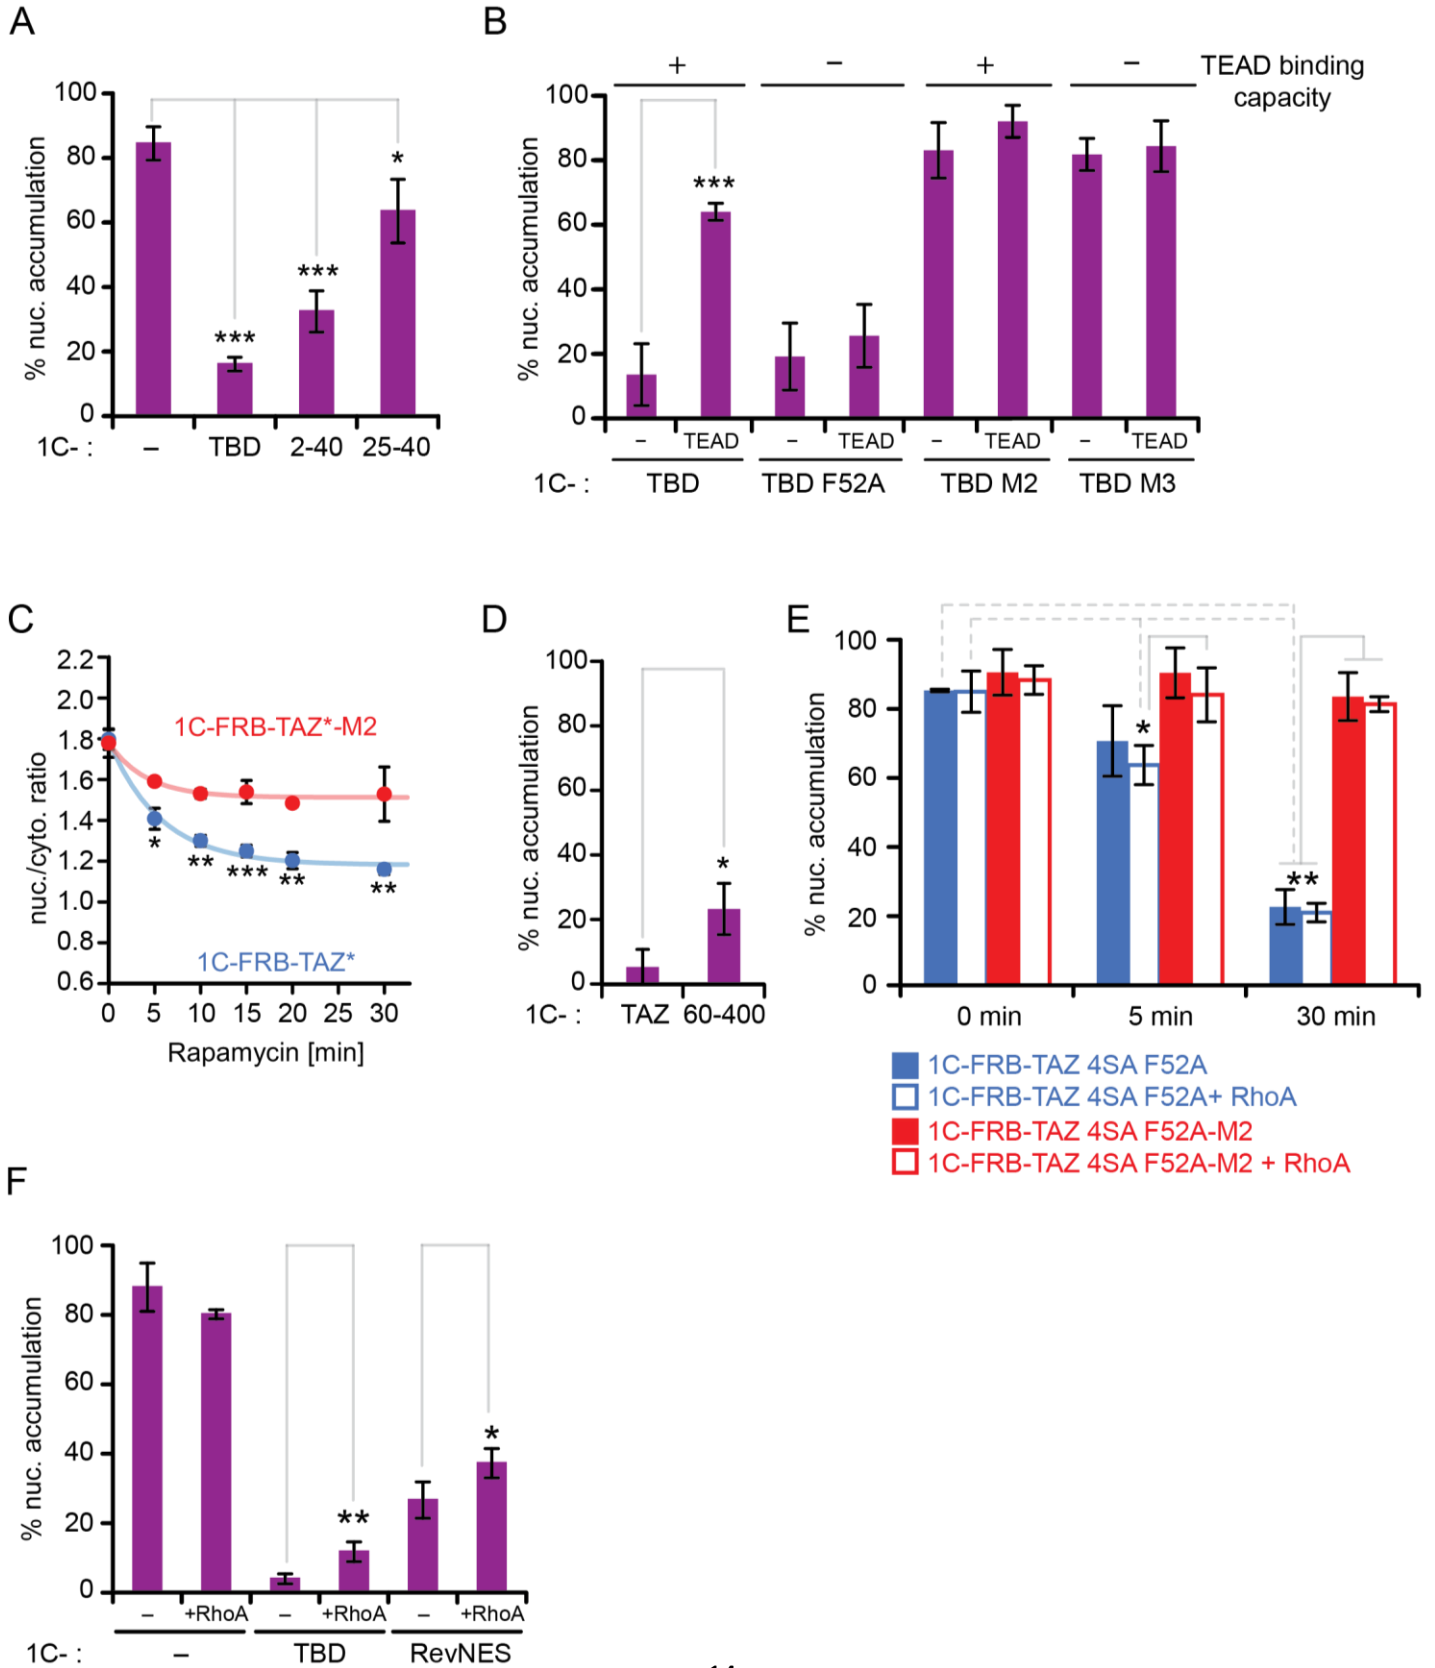 A
% nuc. accumulation
100
80
60
40
20
0
***
***
*
1C- :
–
TBD
2-40
25-40
B
+
–
+
–
TEAD binding
capacity
% nuc. accumulation
100
80
60
40
20
0
***
–
TEAD
–
TEAD
–
TEAD
–
TEAD
1C- :
TBD
TBD F52A
TBD M2
TBD M3
C
nuc./cyto. ratio
2.2
2.0
1.8
1.6
1.4
1.2
1.0
0.8
0.6
1C-FRB-TAZ*-M2
*
**
***
**
**
1C-FRB-TAZ*
0 5 10 15 20 25 30
Rapamycin [min]
D
% nuc. accumulation
100
80
60
40
20
0
*
1C- :
TAZ
60-400
E
% nuc. accumulation
100
80
60
40
20
0
*
**
0 min
5 min
30 min
1C-FRB-TAZ 4SA F52A
1C-FRB-TAZ 4SA F52A+ RhoA
1C-FRB-TAZ 4SA F52A-M2
1C-FRB-TAZ 4SA F52A-M2 + RhoA
F
% nuc. accumulation
100
80
60
40
20
0
**
*
–
+RhoA
–
+RhoA
–
+RhoA
1C- :
–
TBD
RevNES